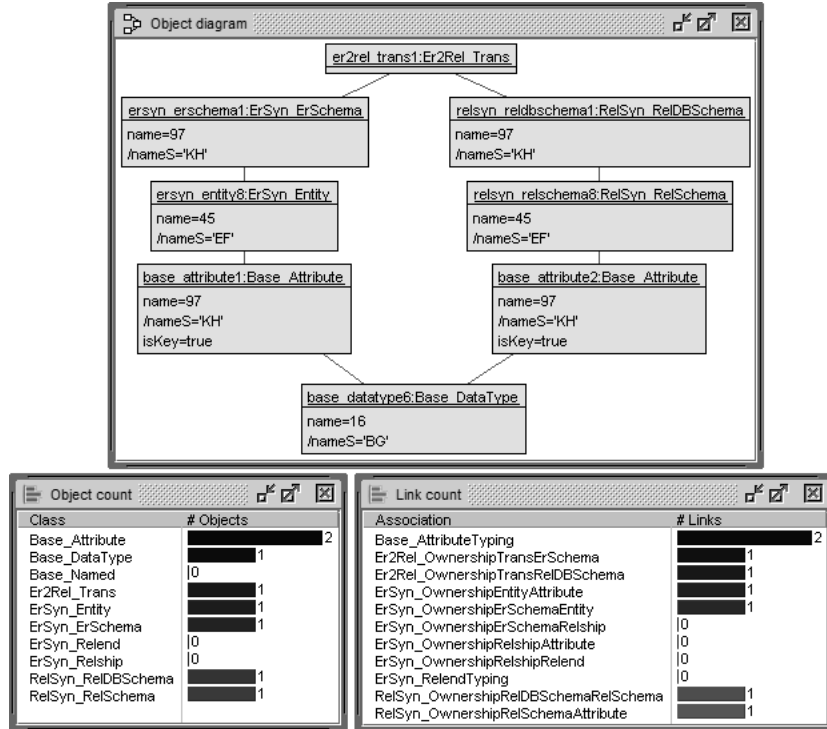 Object diagram
er2rel_trans1:Er2Rel_Trans
ersyn_erschema1:ErSyn_ErSchema
name=97
/nameS='KH'
relsyn_reldbschema1:RelSyn_RelDBSchema
name=97
/nameS='KH'
ersyn_entity8:ErSyn_Entity
name=45
/nameS='EF'
relsyn_relschema8:RelSyn_RelSchema
name=45
/nameS='EF'
base_attribute1:Base_Attribute
name=97
/nameS='KH'
isKey=true
base_attribute2:Base_Attribute
name=97
/nameS='KH'
isKey=true
base_datatype6:Base_DataType
name=16
/nameS='BG'
Object count
Class # Objects
Base_Attribute 2
Base_DataType 1
Base_Named 0
Er2Rel_Trans 1
ErSyn_Entity 1
ErSyn_ErSchema 1
ErSyn_Relend 0
ErSyn_Relship 0
RelSyn_RelDBSchema 1
RelSyn_RelSchema 1
Link count
Association # Links
Base_AttributeTyping 2
Er2Rel_OwnershipTransErSchema 1
Er2Rel_OwnershipTransRelDBSchema 1
ErSyn_OwnershipEntityAttribute 1
ErSyn_OwnershipErSchemaEntity 1
ErSyn_OwnershipErSchemaRelship 0
ErSyn_OwnershipRelshipAttribute 0
ErSyn_OwnershipRelshipRelend 0
ErSyn_RelendTyping 0
RelSyn_OwnershipRelDBSchemaRelSchema 1
RelSyn_OwnershipRelSchemaAttribute 1